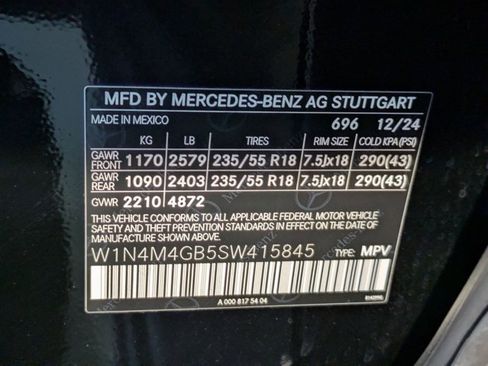 MFD BY MERCEDES-BENZ AG STUTTGART
MADE IN MEXICO 696 12/24
KG LB TIRES RIM SIZE COLD KPA(PSI)
GAWR FRONT 1170 2579 235/55 R18 7.5Jx18 290(43)
GAWR REAR 1090 2403 235/55 R18 7.5Jx18 290(43)
GVWR 2210 4872
THIS VEHICLE CONFORMS TO ALL APPLICABLE FEDERAL MOTOR VEHICLE
SAFETY STANDARDS IN EFFECT ON THE DATE OF MANUFACTURE
SHOWN ABOVE.
W1N4M4GB5SW415845 TYPE: MPV
A 000 817 54 04